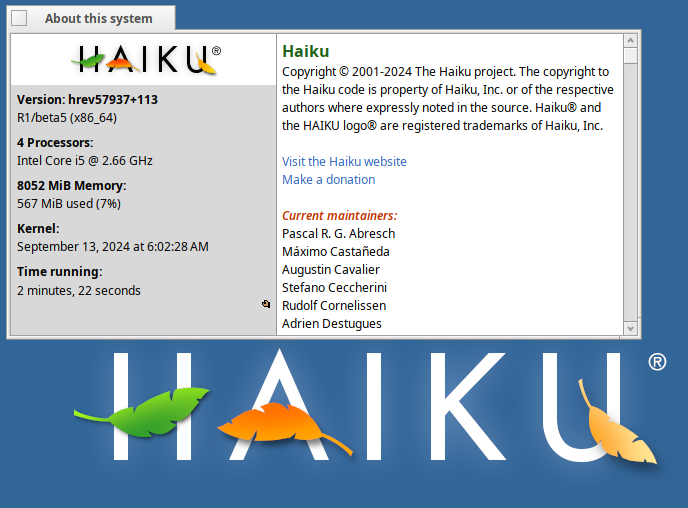 About this system
HAIKU®
Version: hrev57937+113
R1/beta5 (x86_64)
4 Processors:
Intel Core i5 @ 2.66 GHz
8052 MiB Memory:
567 MiB used (7%)
Kernel:
September 13, 2024 at 6:02:28 AM
Time running:
2 minutes, 22 seconds
Haiku
Copyright © 2001-2024 The Haiku project. The copyright to
the Haiku code is property of Haiku, Inc. or of the respective
authors where expressly noted in the source. Haiku® and
the HAIKU logo® are registered trademarks of Haiku, Inc.
Visit the Haiku website
Make a donation
Current maintainers:
Pascal R. G. Abresch
Máximo Castañeda
Augustin Cavalier
Stefano Ceccherini
Rudolf Cornelissen
Adrien Destugues
HAIKU®